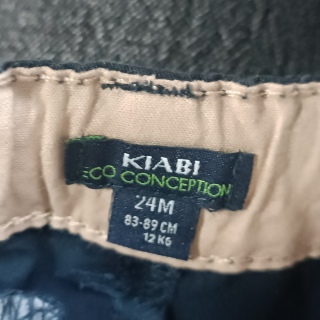 KIABI
ECO CONCEPTION
24M
83-89 CM
12 KG